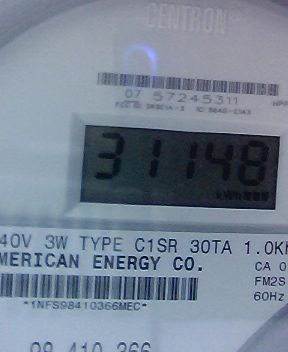 CENTRON®
07 57245311
31148
kWh
40V 3W TYPE C1SR 30TA 1.0K
MERICAN ENERGY CO.
CA 0
FM2S
60Hz
*1NFS98410366MEC*
98 410 366